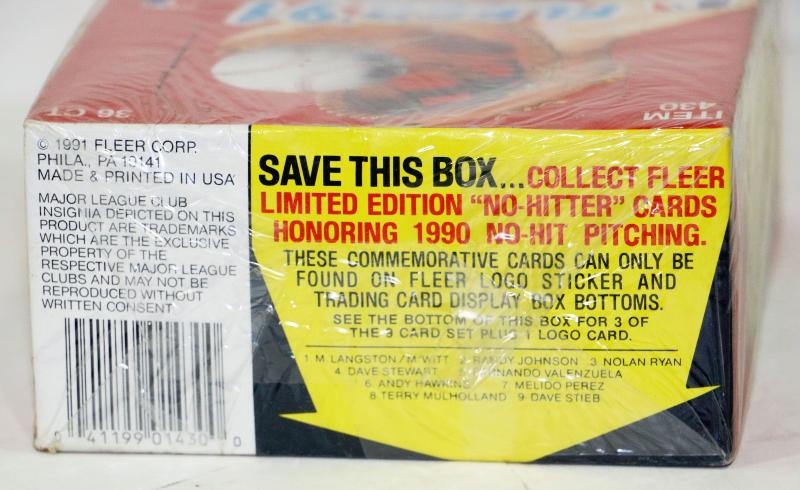 FLEER '91
36 CT.
ITEM
430
© 1991 FLEER CORP.
PHILA., PA 19141
MADE & PRINTED IN USA
MAJOR LEAGUE CLUB
INSIGNIA DEPICTED ON THIS
PRODUCT ARE TRADEMARKS
WHICH ARE THE EXCLUSIVE
PROPERTY OF THE
RESPECTIVE MAJOR LEAGUE
CLUBS AND MAY NOT BE
REPRODUCED WITHOUT
WRITTEN CONSENT
0 41199 01430 0
SAVE THIS BOX...COLLECT FLEER
LIMITED EDITION "NO-HITTER" CARDS
HONORING 1990 NO-HIT PITCHING.
THESE COMMEMORATIVE CARDS CAN ONLY BE
FOUND ON FLEER LOGO STICKER AND
TRADING CARD DISPLAY BOX BOTTOMS.
SEE THE BOTTOM OF THIS BOX FOR 3 OF
THE 9 CARD SET PLUS 1 LOGO CARD.
1 M. LANGSTON/M. WITT 2 RANDY JOHNSON 3 NOLAN RYAN
4 DAVE STEWART 5 FERNANDO VALENZUELA
6. ANDY HAWKINS 7 MELIDO PEREZ
8 TERRY MULHOLLAND 9 DAVE STIEB